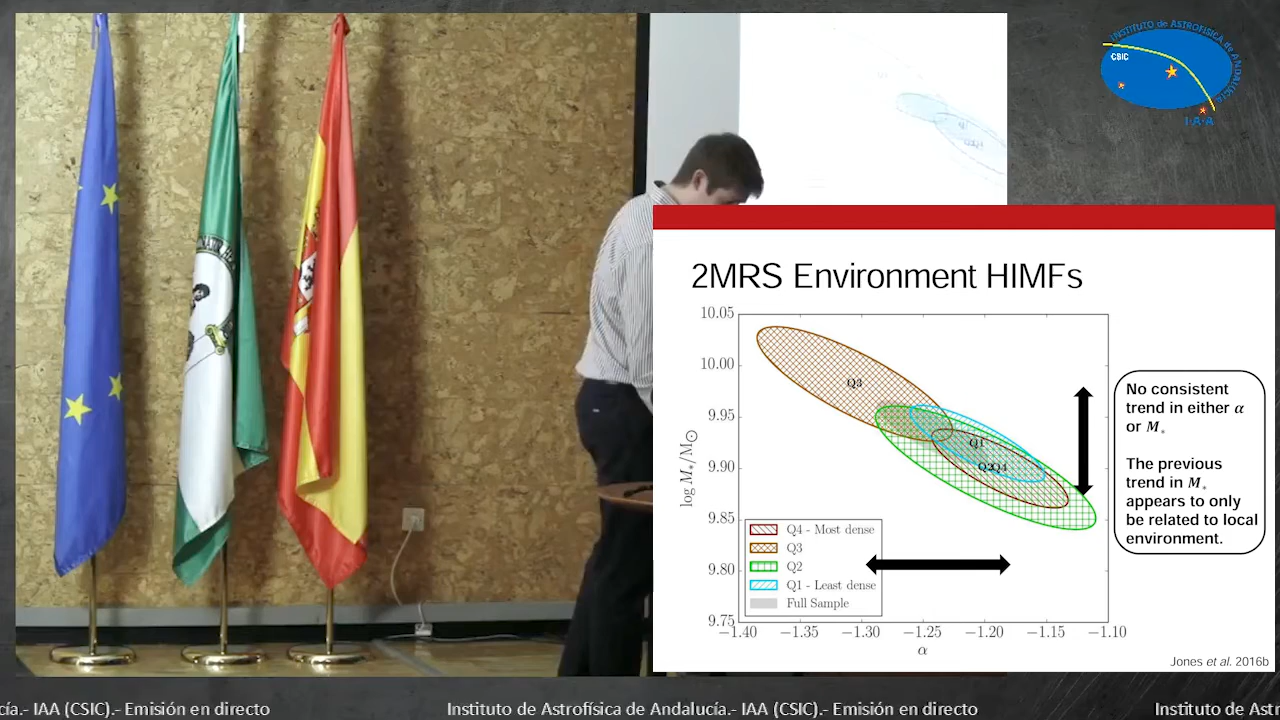 INSTITUTO de ASTROFÍSICA de ANDALUCÍA
CSIC
I·A·A
2MRS Environment HIMFs
10.05
10.00
9.95
9.90
9.85
9.80
9.75
log M*/M⊙
Q3
Q1
Q2 Q4
Q4 - Most dense
Q3
Q2
Q1 - Least dense
Full Sample
−1.40 −1.35 −1.30 −1.25 −1.20 −1.15 −1.10
α
No consistent
trend in either α
or M*
The previous
trend in M*
appears to only
be related to local
environment.
Jones et al. 2016b
cía.- IAA (CSIC).- Emisión en directo
Instituto de Astrofísica de Andalucía.- IAA (CSIC).- Emisión en directo
Instituto de Astr